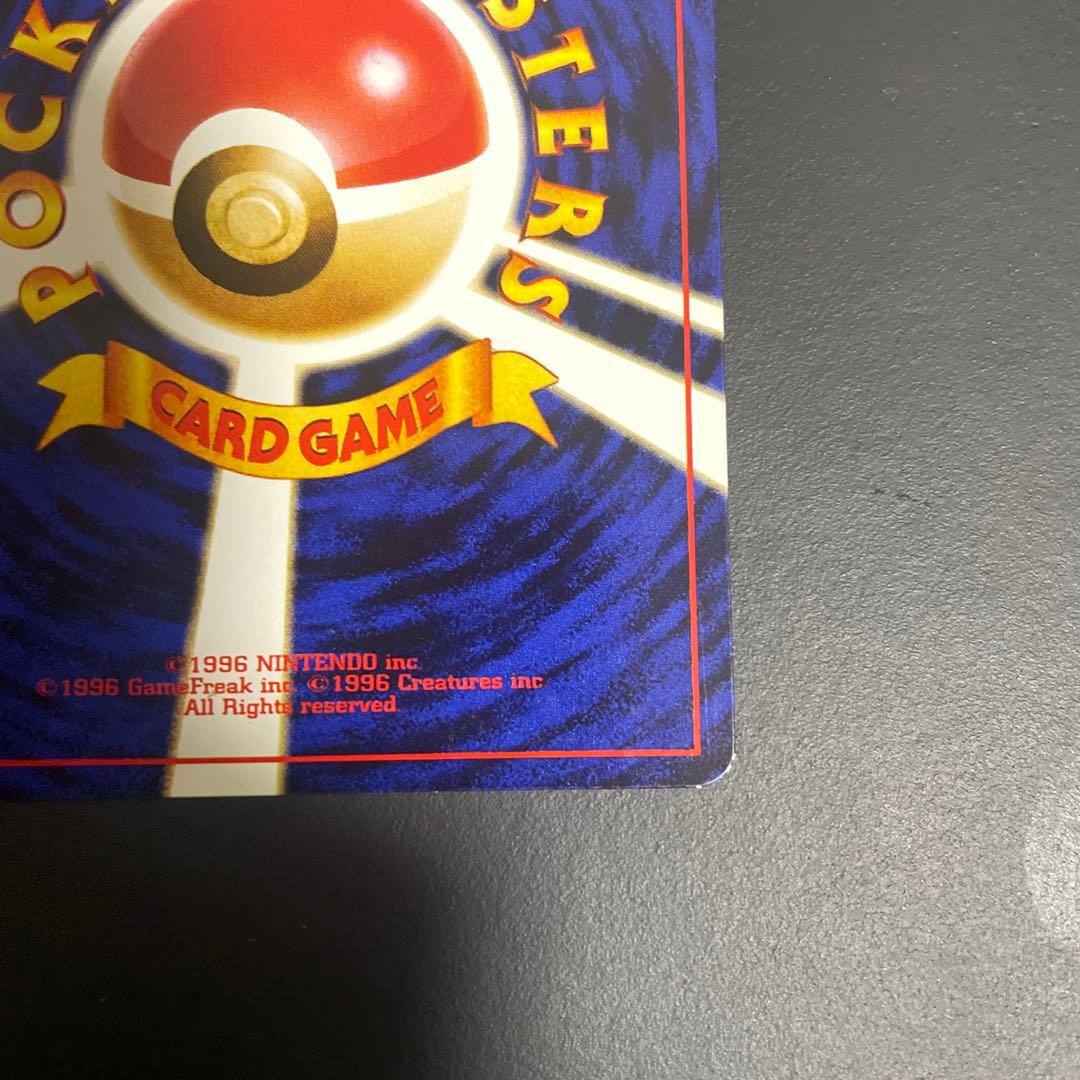 POCK
STERS
CARD GAME
©1996 NINTENDO inc.
©1996 GameFreak inc. ©1996 Creatures inc
All Rights reserved.